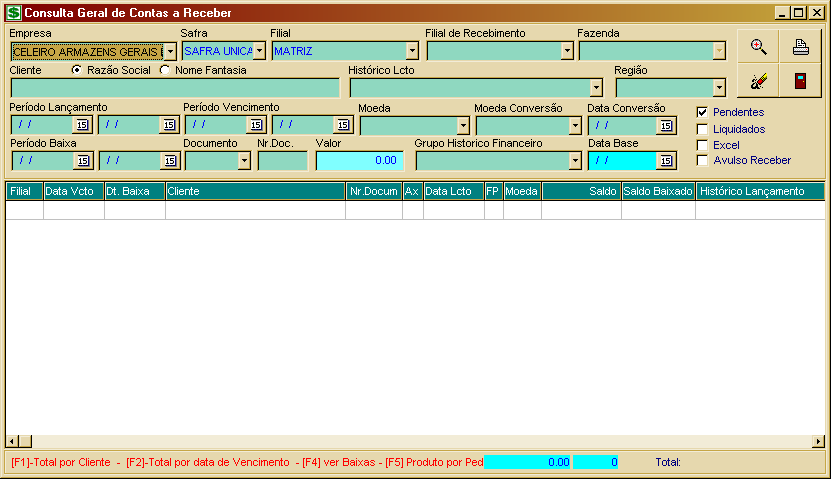 Consulta Geral de Contas a Receber
Empresa Safra Filial Filial de Recebimento Fazenda
CELEIRO ARMAZENS GERAIS SAFRA UNICA MATRIZ
Cliente Razão Social Nome Fantasia Histórico Lcto Região
Período Lançamento Período Vencimento Moeda Moeda Conversão Data Conversão Pendentes
/ / 15 / / 15 / / 15 / / 15 / / 15 Liquidados
Período Baixa Documento Nr.Doc. Valor Grupo Historico Financeiro Data Base Excel
/ / 15 / / 15 0.00 / / 15 Avulso Receber
Filial Data Vcto Dt. Baixa Cliente Nr.Docum Ax Data Lcto FP Moeda Saldo Saldo Baixado Histórico Lançamento
[F1]-Total por Cliente - [F2]-Total por data de Vencimento - [F4] ver Baixas - [F5] Produto por Ped 0.00 0 Total: